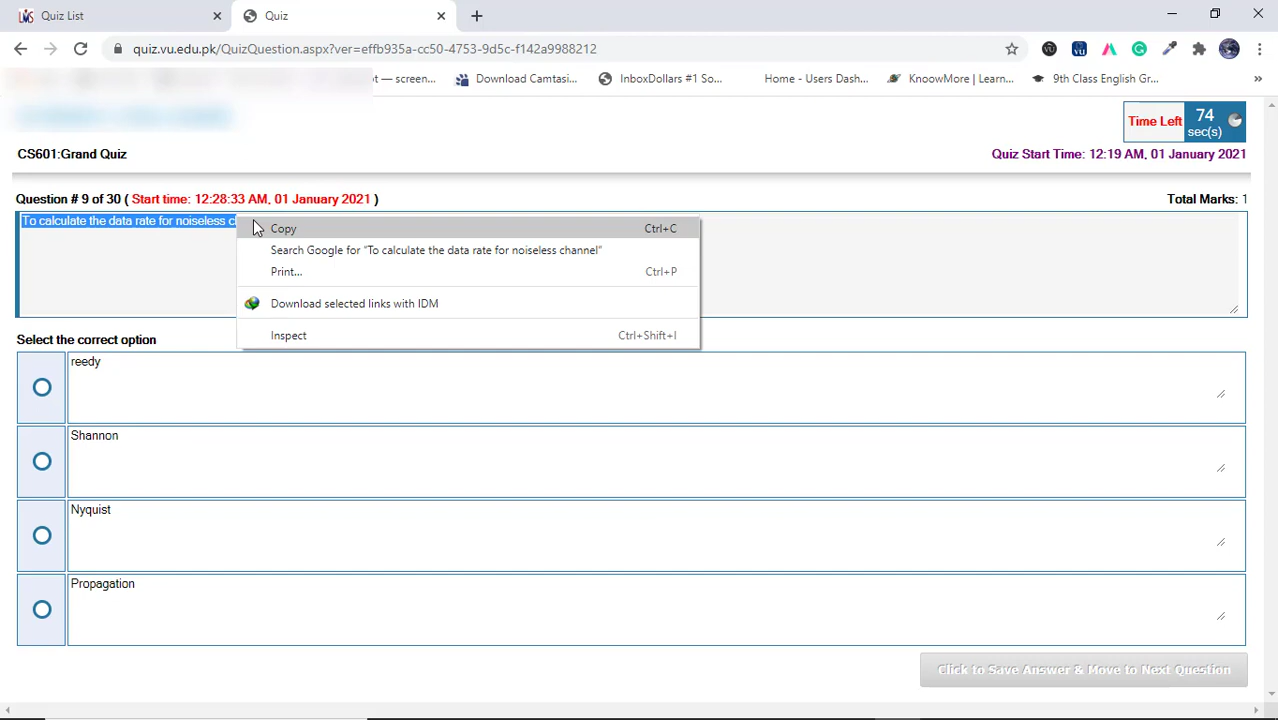 Quiz List
Quiz
quiz.vu.edu.pk/QuizQuestion.aspx?ver=effb935a-cc50-4753-9d5c-f142a9988212
ot — screen...
Download Camtasi...
InboxDollars #1 So...
Home - Users Dash...
KnoowMore | Learn...
9th Class English Gr...
»
Time Left 74 sec(s)
CS601:Grand Quiz
Quiz Start Time: 12:19 AM, 01 January 2021
Question # 9 of 30 ( Start time: 12:28:33 AM, 01 January 2021 )
Total Marks: 1
To calculate the data rate for noiseless c
Copy Ctrl+C
Search Google for "To calculate the data rate for noiseless channel"
Print... Ctrl+P
Download selected links with IDM
Inspect Ctrl+Shift+I
Select the correct option
reedy
Shannon
Nyquist
Propagation
Click to Save Answer & Move to Next Question